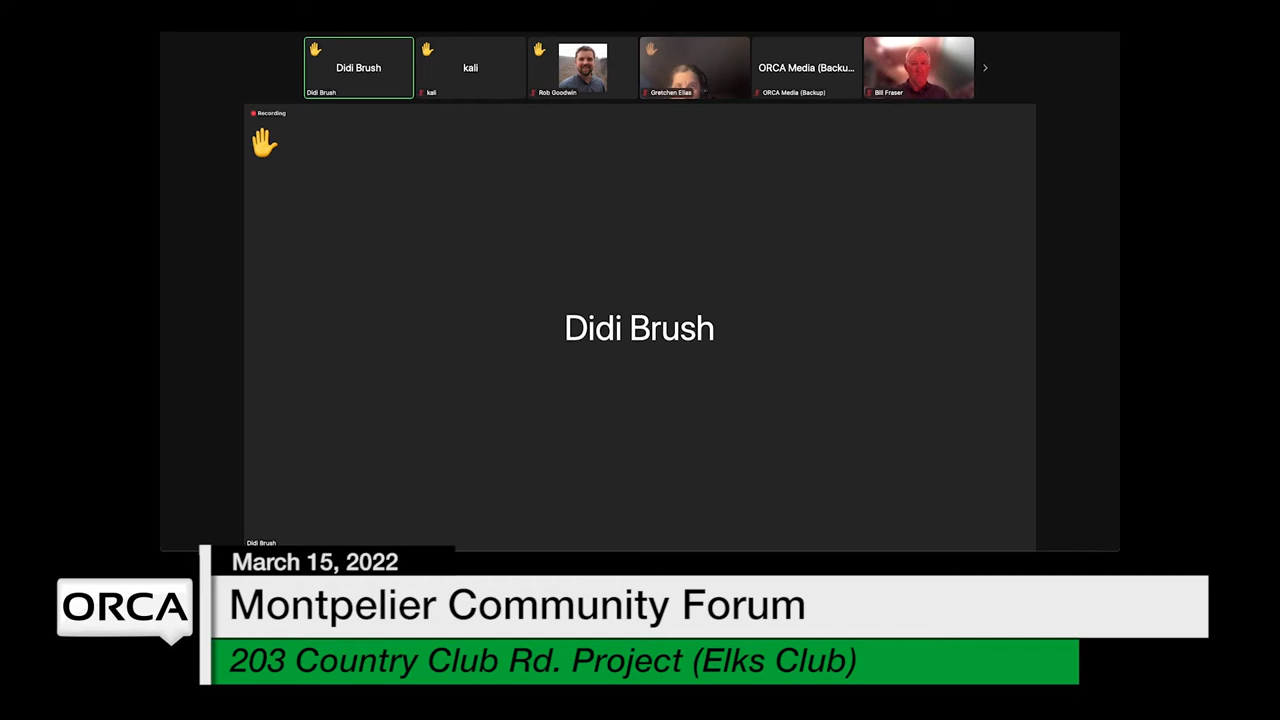 Didi Brush
Didi Brush
kali
kali
Rob Goodwin
Gretchen Elias
ORCA Media (Backu...
ORCA Media (Backup)
Bill Fraser
Recording
Didi Brush
Didi Brush
March 15, 2022
ORCA
Montpelier Community Forum
203 Country Club Rd. Project (Elks Club)